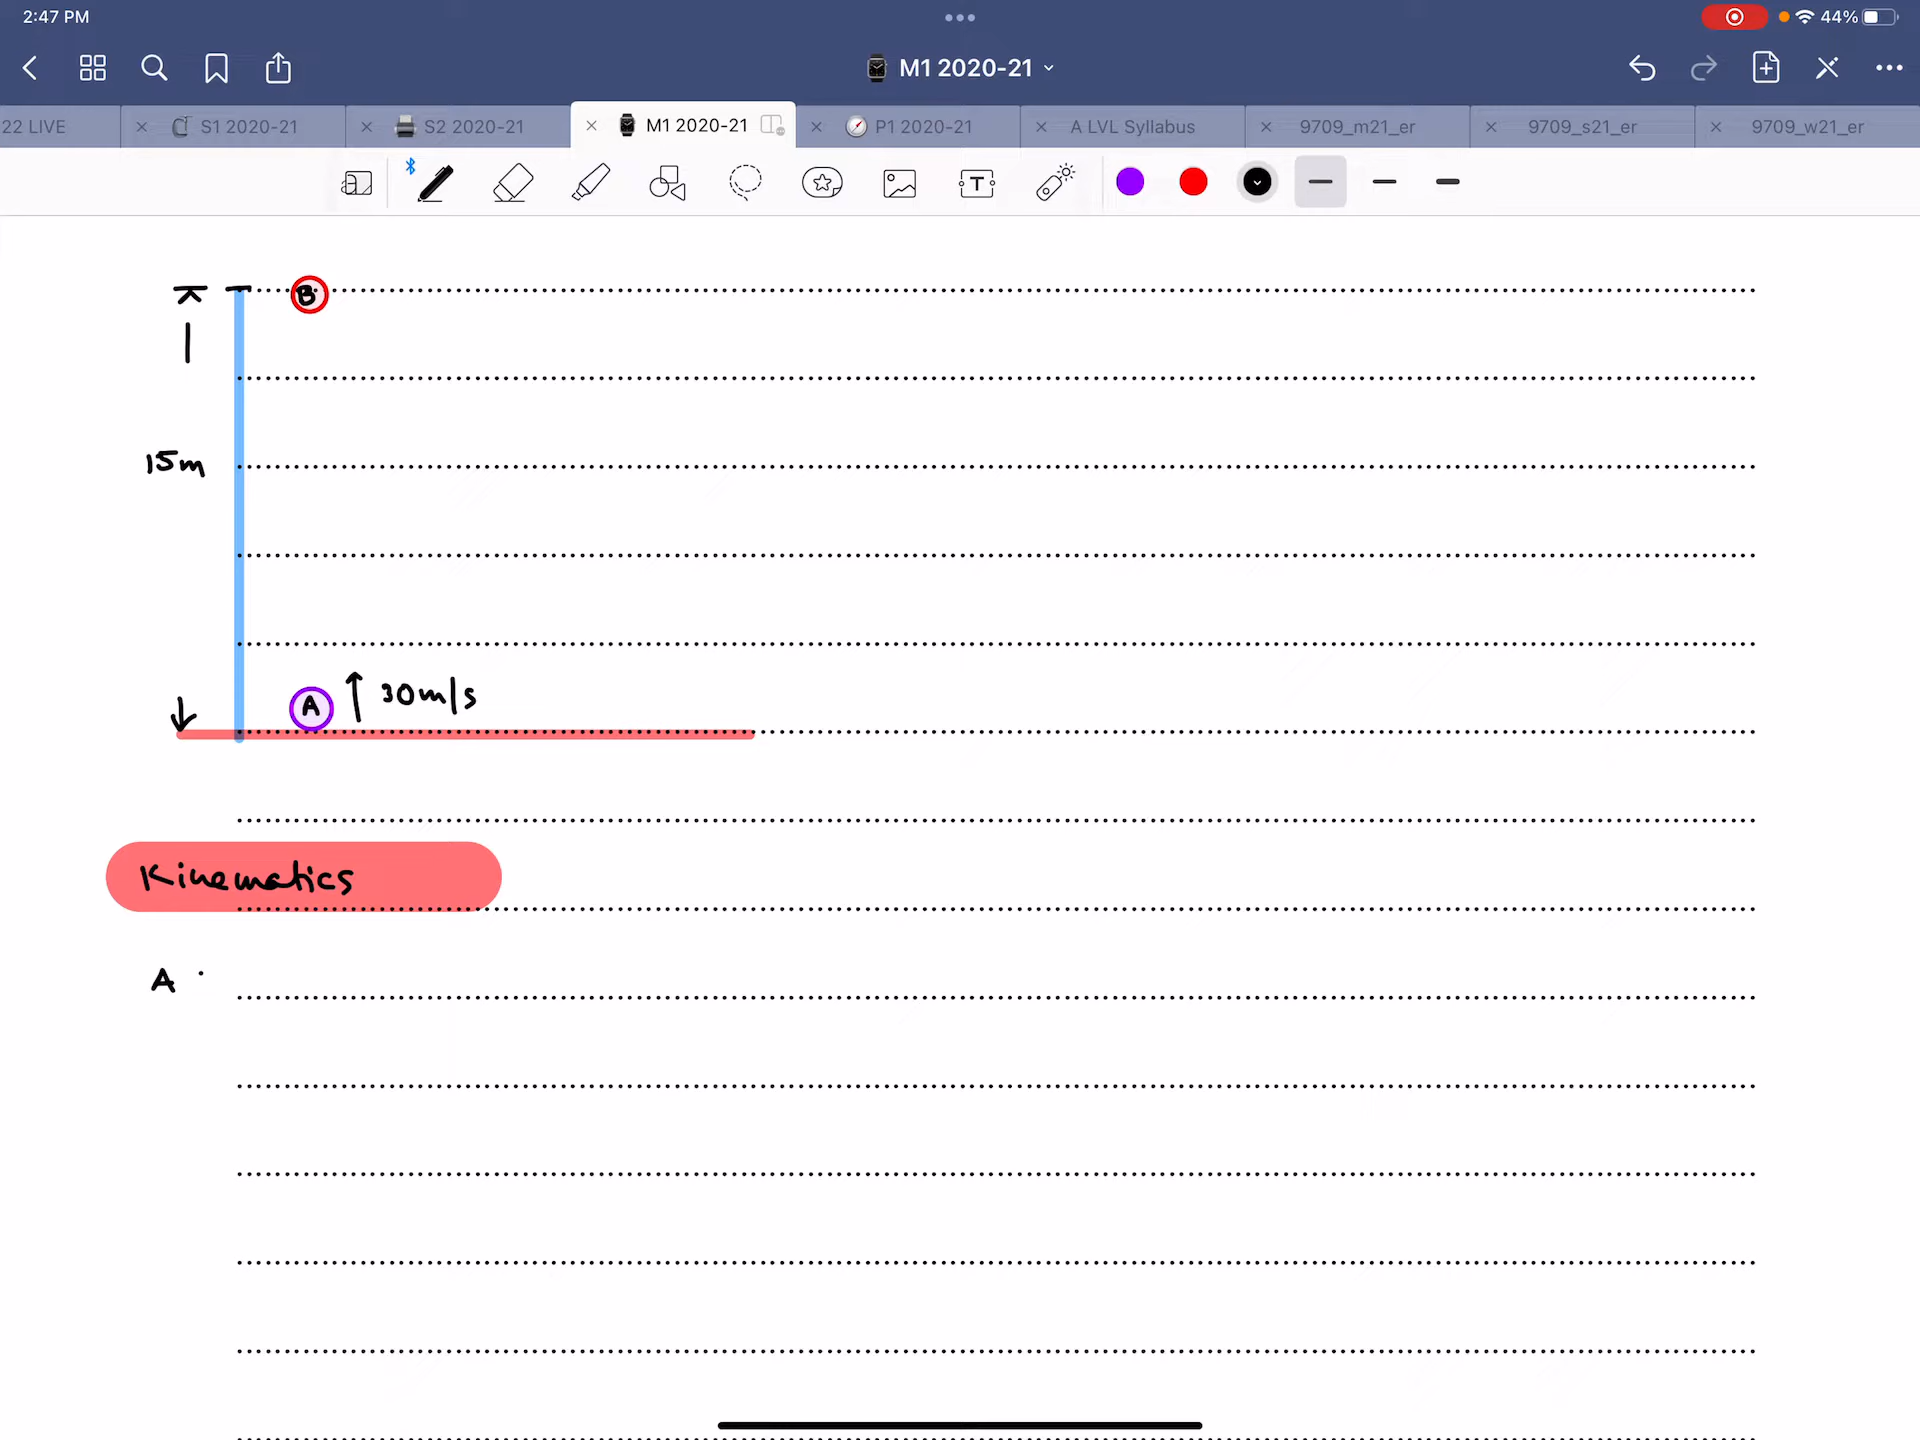 2:47 PM
44%
M1 2020-21
22 LIVE
S1 2020-21
S2 2020-21
M1 2020-21
P1 2020-21
A LVL Syllabus
9709_m21_er
9709_s21_er
9709_w21_er
T
B
15m
A 30m/s
Kinematics
A